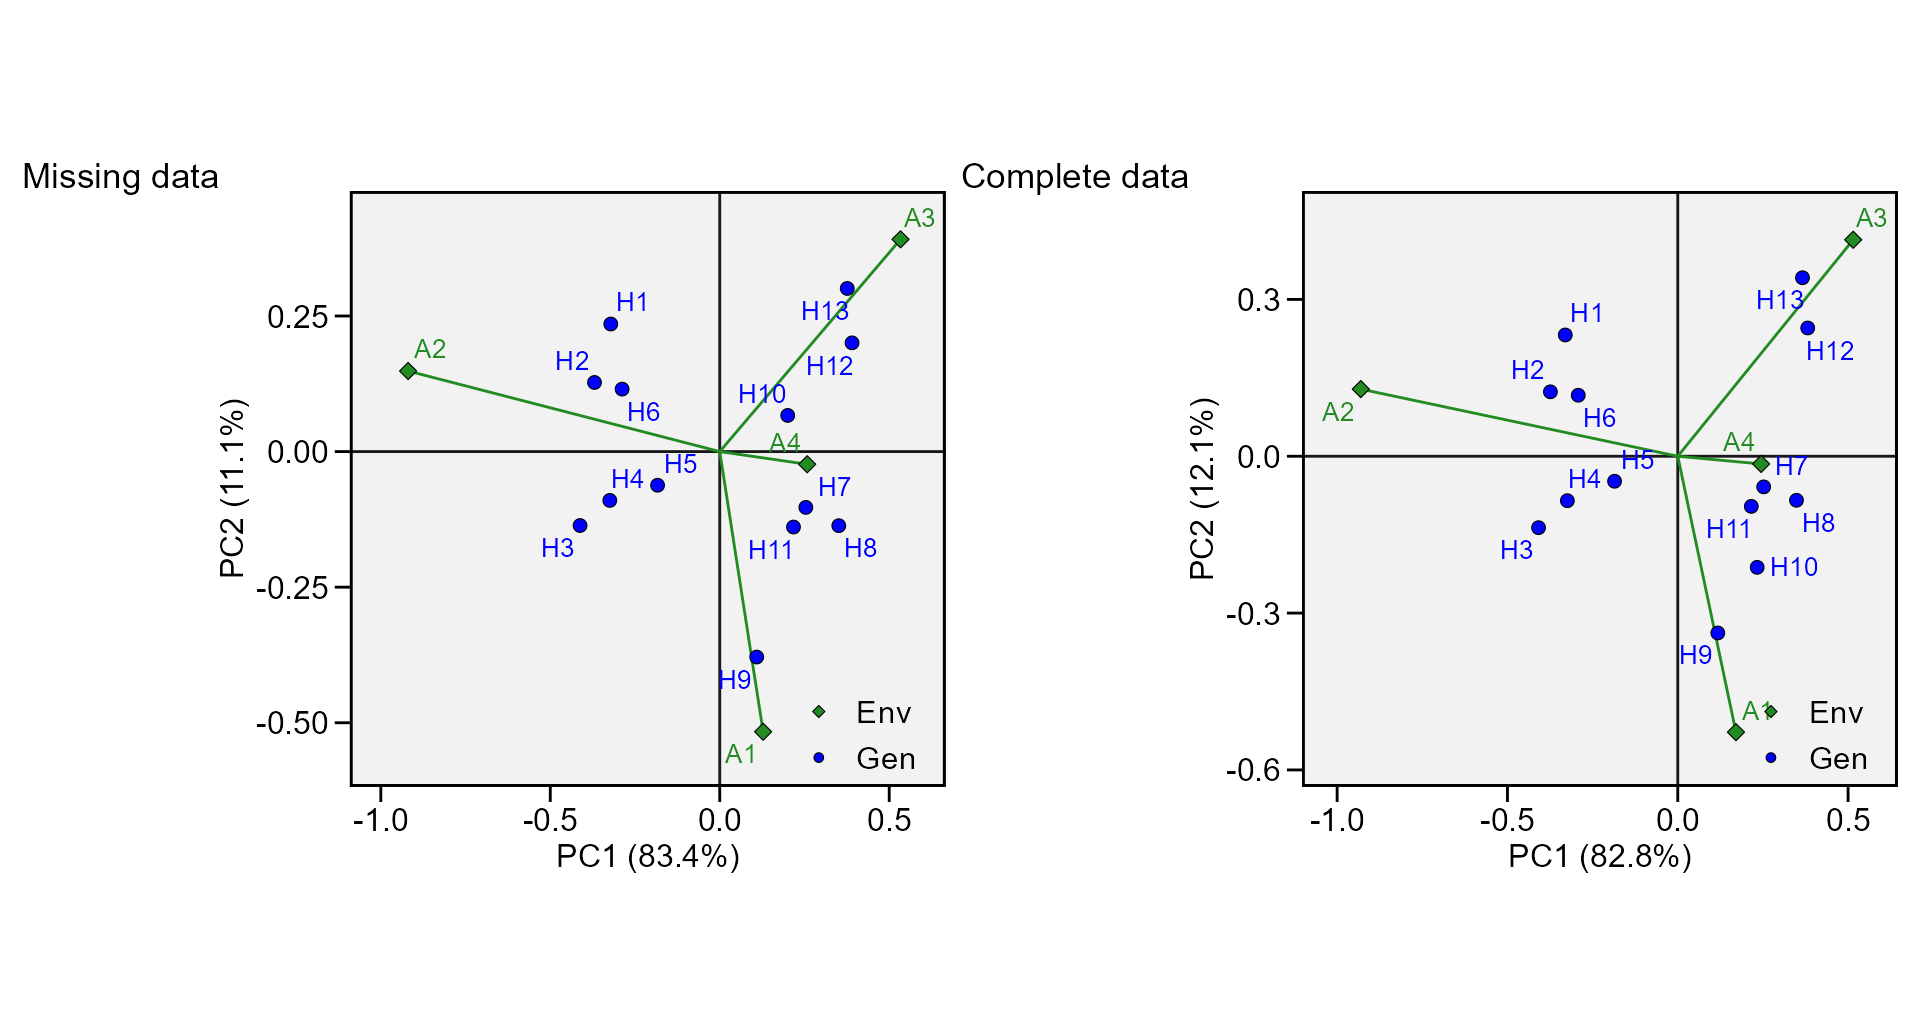 Missing data
A3
H1
H13
0.25
A2
H2
H12
H10
H6
A4
0.00
H5
H4
H7
H3
H11
H8
-0.25
H9
-0.50
A1
Env
Gen
-1.0 -0.5 0.0 0.5
PC1 (83.4%)
PC2 (11.1%)
Complete data
A3
0.3
H13
H1
H12
H2
A2
H6
A4
0.0
H5
H7
H4
H11
H8
H3
H10
-0.3
H9
A1
Env
Gen
-0.6
-1.0 -0.5 0.0 0.5
PC1 (82.8%)
PC2 (12.1%)